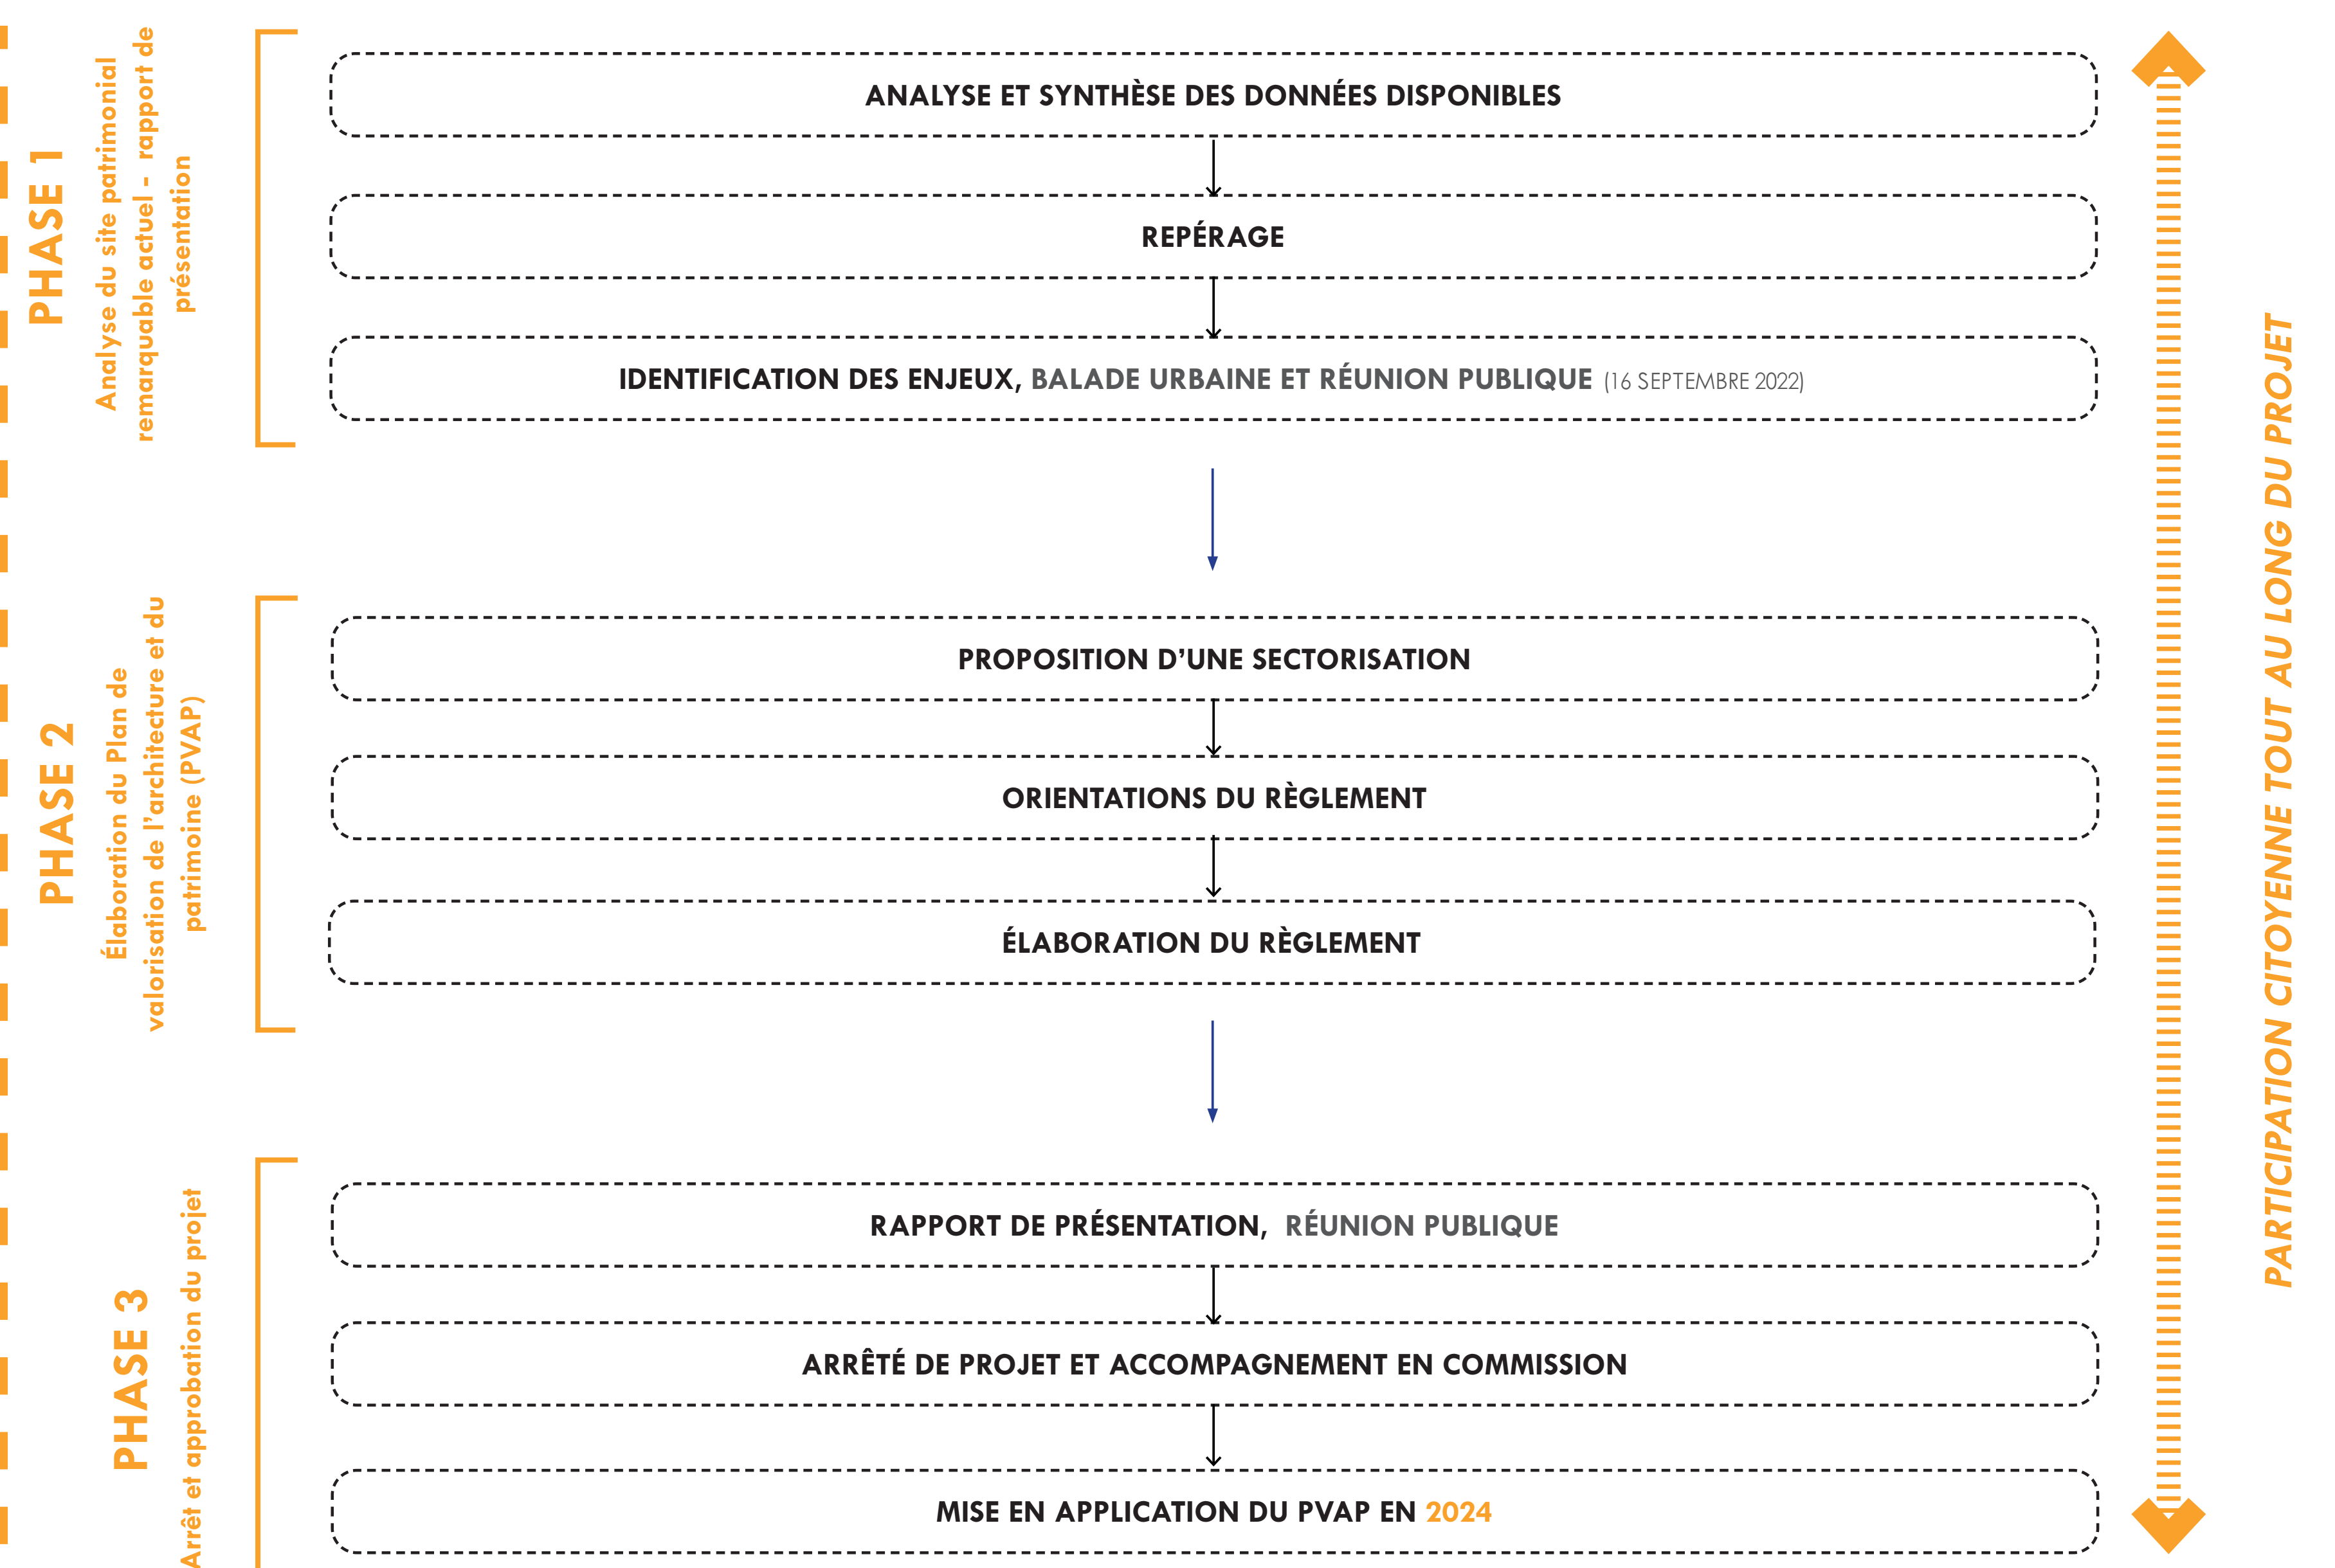 PHASE 1
Analyse du site patrimonial
remarquable actuel - rapport de
présentation
ANALYSE ET SYNTHÈSE DES DONNÉES DISPONIBLES
REPÉRAGE
IDENTIFICATION DES ENJEUX, BALADE URBAINE ET RÉUNION PUBLIQUE (16 SEPTEMBRE 2022)
PHASE 2
Élaboration du Plan de
valorisation de l’architecture et du
patrimoine (PVAP)
PROPOSITION D’UNE SECTORISATION
ORIENTATIONS DU RÈGLEMENT
ÉLABORATION DU RÈGLEMENT
PHASE 3
Arrêt et approbation du projet
RAPPORT DE PRÉSENTATION, RÉUNION PUBLIQUE
ARRÊTÉ DE PROJET ET ACCOMPAGNEMENT EN COMMISSION
MISE EN APPLICATION DU PVAP EN 2024
PARTICIPATION CITOYENNE TOUT AU LONG DU PROJET